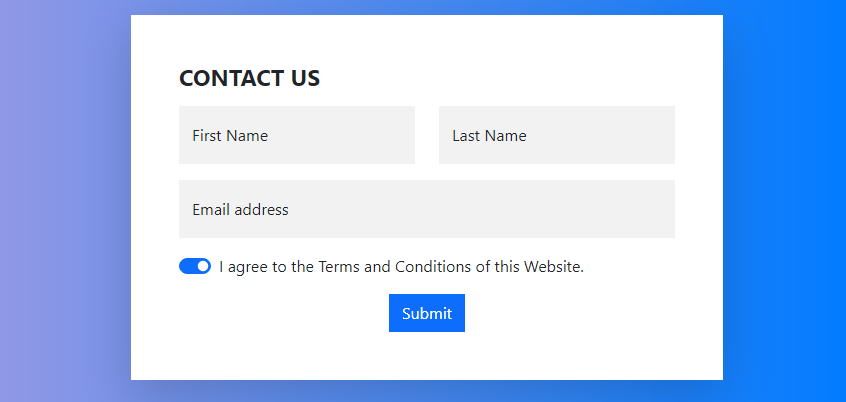 CONTACT US
First Name
Last Name
Email address
I agree to the Terms and Conditions of this Website.
Submit